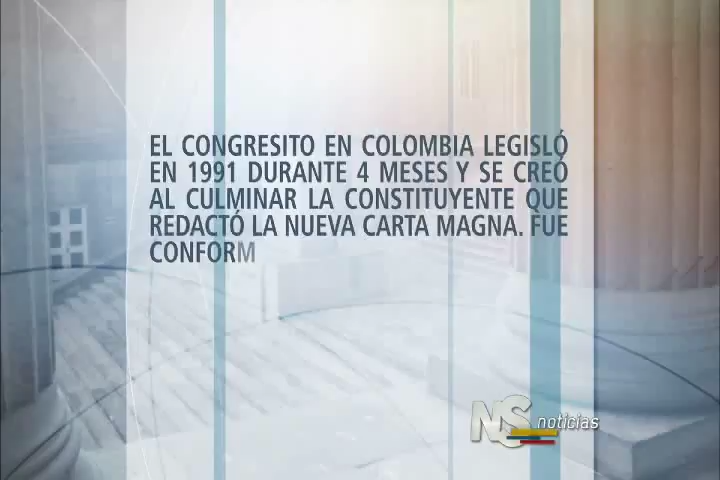 EL CONGRESITO EN COLOMBIA LEGISLÓ
EN 1991 DURANTE 4 MESES Y SE CREÓ
AL CULMINAR LA CONSTITUYENTE QUE
REDACTÓ LA NUEVA CARTA MAGNA. FUE
CONFORM
NS noticias